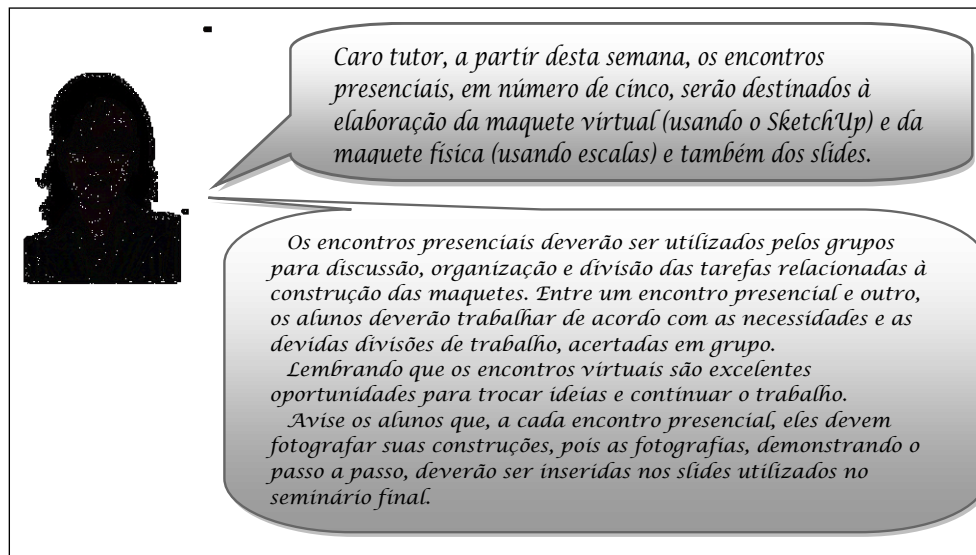 Caro tutor, a partir desta semana, os encontros
presenciais, em número de cinco, serão destinados à
elaboração da maquete virtual (usando o SketchUp) e da
maquete física (usando escalas) e também dos slides.
Os encontros presenciais deverão ser utilizados pelos grupos
para discussão, organização e divisão das tarefas relacionadas à
construção das maquetes. Entre um encontro presencial e outro,
os alunos deverão trabalhar de acordo com as necessidades e as
devidas divisões de trabalho, acertadas em grupo.
Lembrando que os encontros virtuais são excelentes
oportunidades para trocar ideias e continuar o trabalho.
Avise os alunos que, a cada encontro presencial, eles devem
fotografar suas construções, pois as fotografias, demonstrando o
passo a passo, deverão ser inseridas nos slides utilizados no
seminário final.